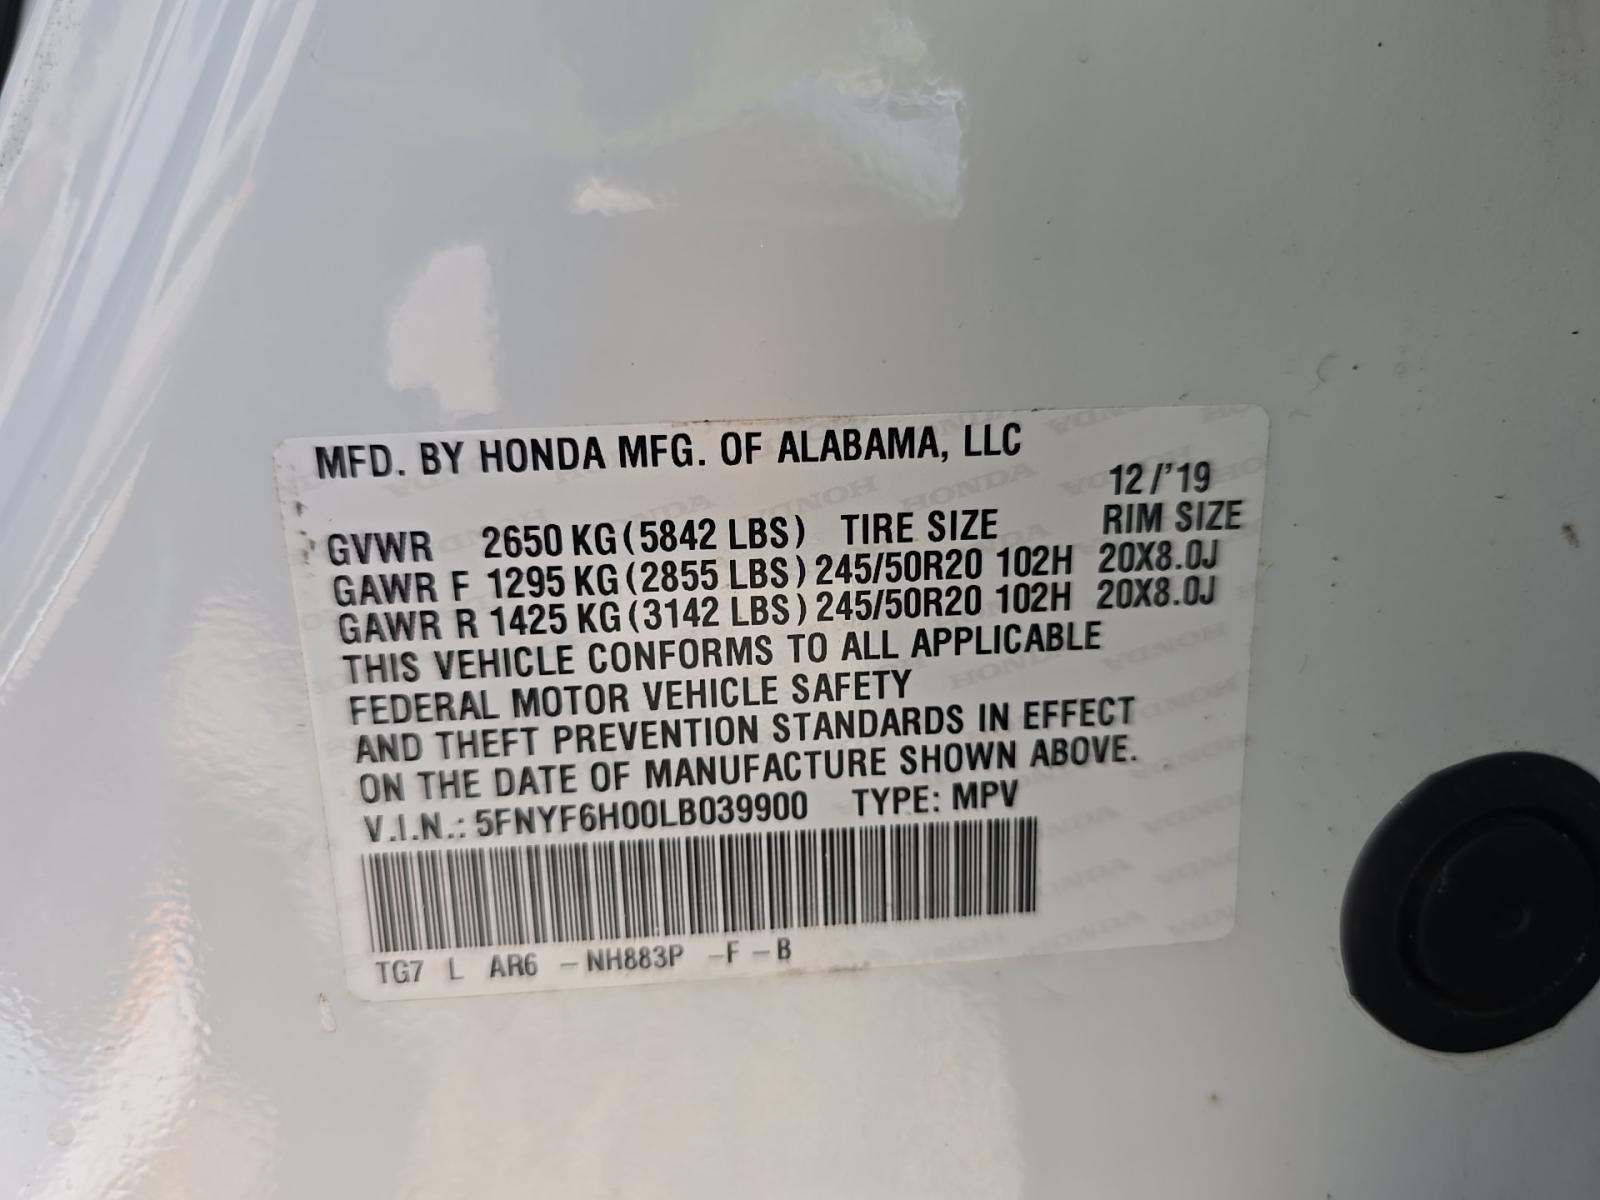 MFD. BY HONDA MFG. OF ALABAMA, LLC
12/'19
GVWR 2650 KG (5842 LBS) TIRE SIZE RIM SIZE
GAWR F 1295 KG (2855 LBS) 245/50R20 102H 20X8.0J
GAWR R 1425 KG (3142 LBS) 245/50R20 102H 20X8.0J
THIS VEHICLE CONFORMS TO ALL APPLICABLE
FEDERAL MOTOR VEHICLE SAFETY
AND THEFT PREVENTION STANDARDS IN EFFECT
ON THE DATE OF MANUFACTURE SHOWN ABOVE.
V.I.N.: 5FNYF6H00LB039900 TYPE: MPV
TG7 L AR6 –NH883P –F –B